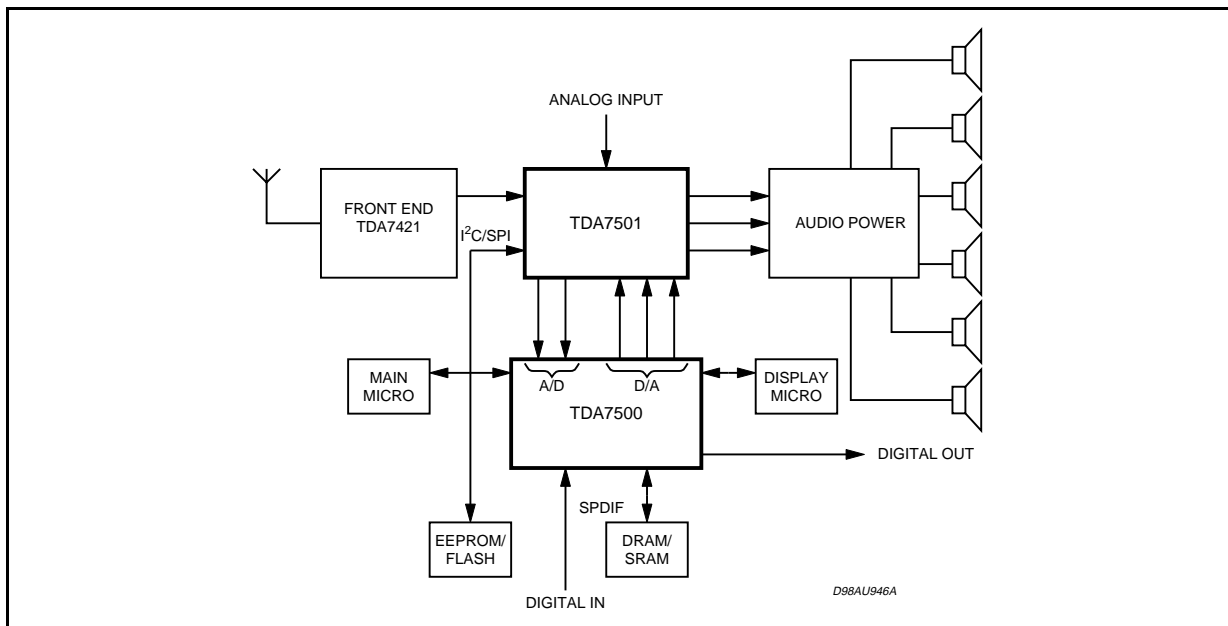 ANALOG INPUT
FRONT END
TDA7421
I²C/SPI
TDA7501
AUDIO POWER
MAIN
MICRO
A/D
D/A
TDA7500
DISPLAY
MICRO
DIGITAL OUT
SPDIF
EEPROM/
FLASH
DRAM/
SRAM
DIGITAL IN
D98AU946A